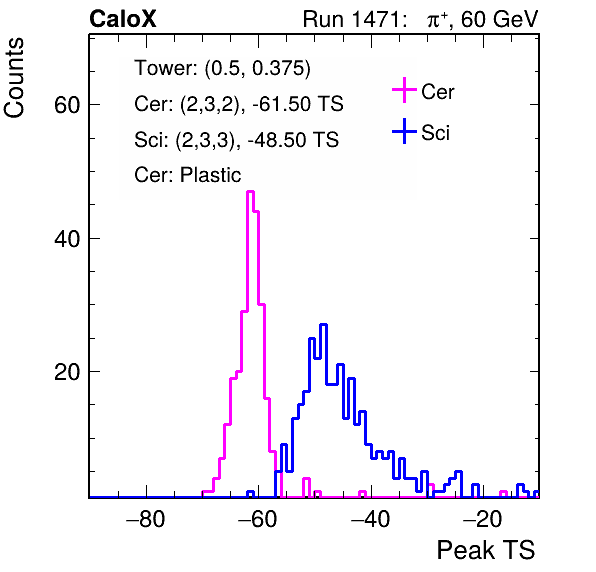 CaloX Run 1471: π⁺, 60 GeV
Counts
Tower: (0.5, 0.375)
Cer: (2,3,2), -61.50 TS
Sci: (2,3,3), -48.50 TS
Cer: Plastic
Cer
Sci
60
40
20
−80 −60 −40 −20
Peak TS